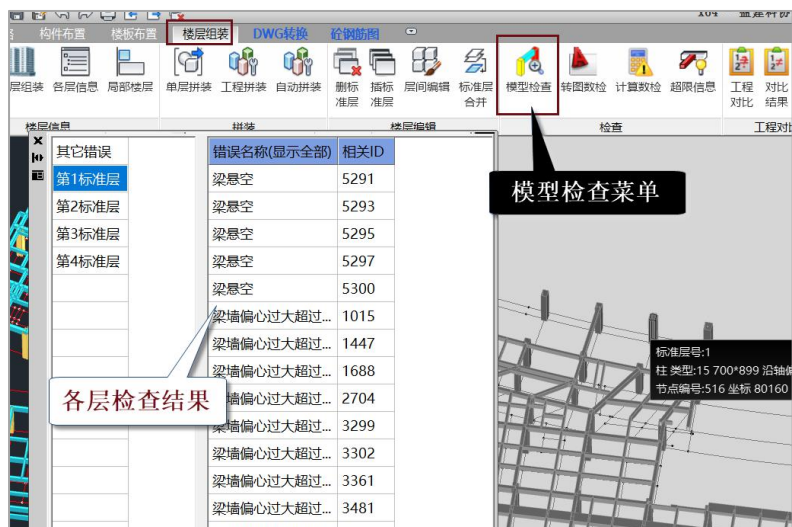 构件布置 楼板布置 楼层组装 DWG转换 砼钢筋图
层组装 各层信息 局部楼层 单层拼装 工程拼装 自动拼装 删标准层 插标准层 层间编辑 标准层合并 模型检查 转图数检 计算数检 超限信息 工程对比 对比结果
楼层信息 拼装 楼层编辑 检查 工程对比
其它错误 错误名称(显示全部) 相关ID
第1标准层 梁悬空 5291
第2标准层 梁悬空 5293
第3标准层 梁悬空 5295
第4标准层 梁悬空 5297
梁悬空 5300
梁墙偏心过大超过... 1015
梁墙偏心过大超过... 1447
梁墙偏心过大超过... 1688
梁墙偏心过大超过... 2704
梁墙偏心过大超过... 3299
梁墙偏心过大超过... 3302
梁墙偏心过大超过... 3361
梁墙偏心过大超过... 3481
模型检查菜单
各层检查结果
标准层号:1
柱 类型:15 700*899 沿轴偏
节点编号:516 坐标 80160